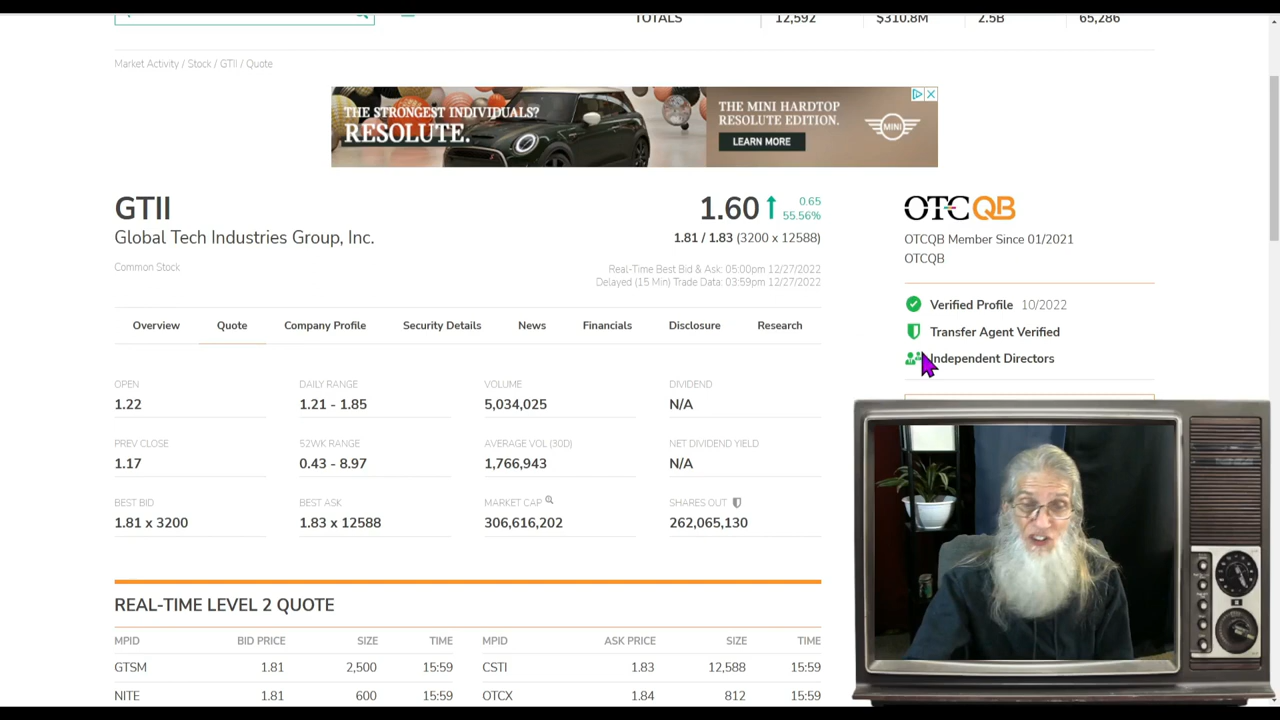 TOTALS 12,592 $310.8M 2.5B 65,286
Market Activity / Stock / GTII / Quote
THE STRONGEST INDIVIDUALS?
RESOLUTE.
THE MINI HARDTOP
RESOLUTE EDITION.
LEARN MORE
MINI
GTII
Global Tech Industries Group, Inc.
Common Stock
1.60 0.65
55.56%
1.81 / 1.83 (3200 x 12588)
Real-Time Best Bid & Ask: 05:00pm 12/27/2022
Delayed (15 Min) Trade Data: 03:59pm 12/27/2022
OTCQB
OTCQB Member Since 01/2021
OTCQB
Verified Profile 10/2022
Transfer Agent Verified
Independent Directors
Overview Quote Company Profile Security Details News Financials Disclosure Research
OPEN DAILY RANGE VOLUME DIVIDEND
1.22 1.21 - 1.85 5,034,025 N/A
PREV CLOSE 52WK RANGE AVERAGE VOL (30D) NET DIVIDEND YIELD
1.17 0.43 - 8.97 1,766,943 N/A
BEST BID BEST ASK MARKET CAP SHARES OUT
1.81 x 3200 1.83 x 12588 306,616,202 262,065,130
REAL-TIME LEVEL 2 QUOTE
MPID BID PRICE SIZE TIME MPID ASK PRICE SIZE TIME
GTSM 1.81 2,500 15:59 CSTI 1.83 12,588 15:59
NITE 1.81 600 15:59 OTCX 1.84 812 15:59